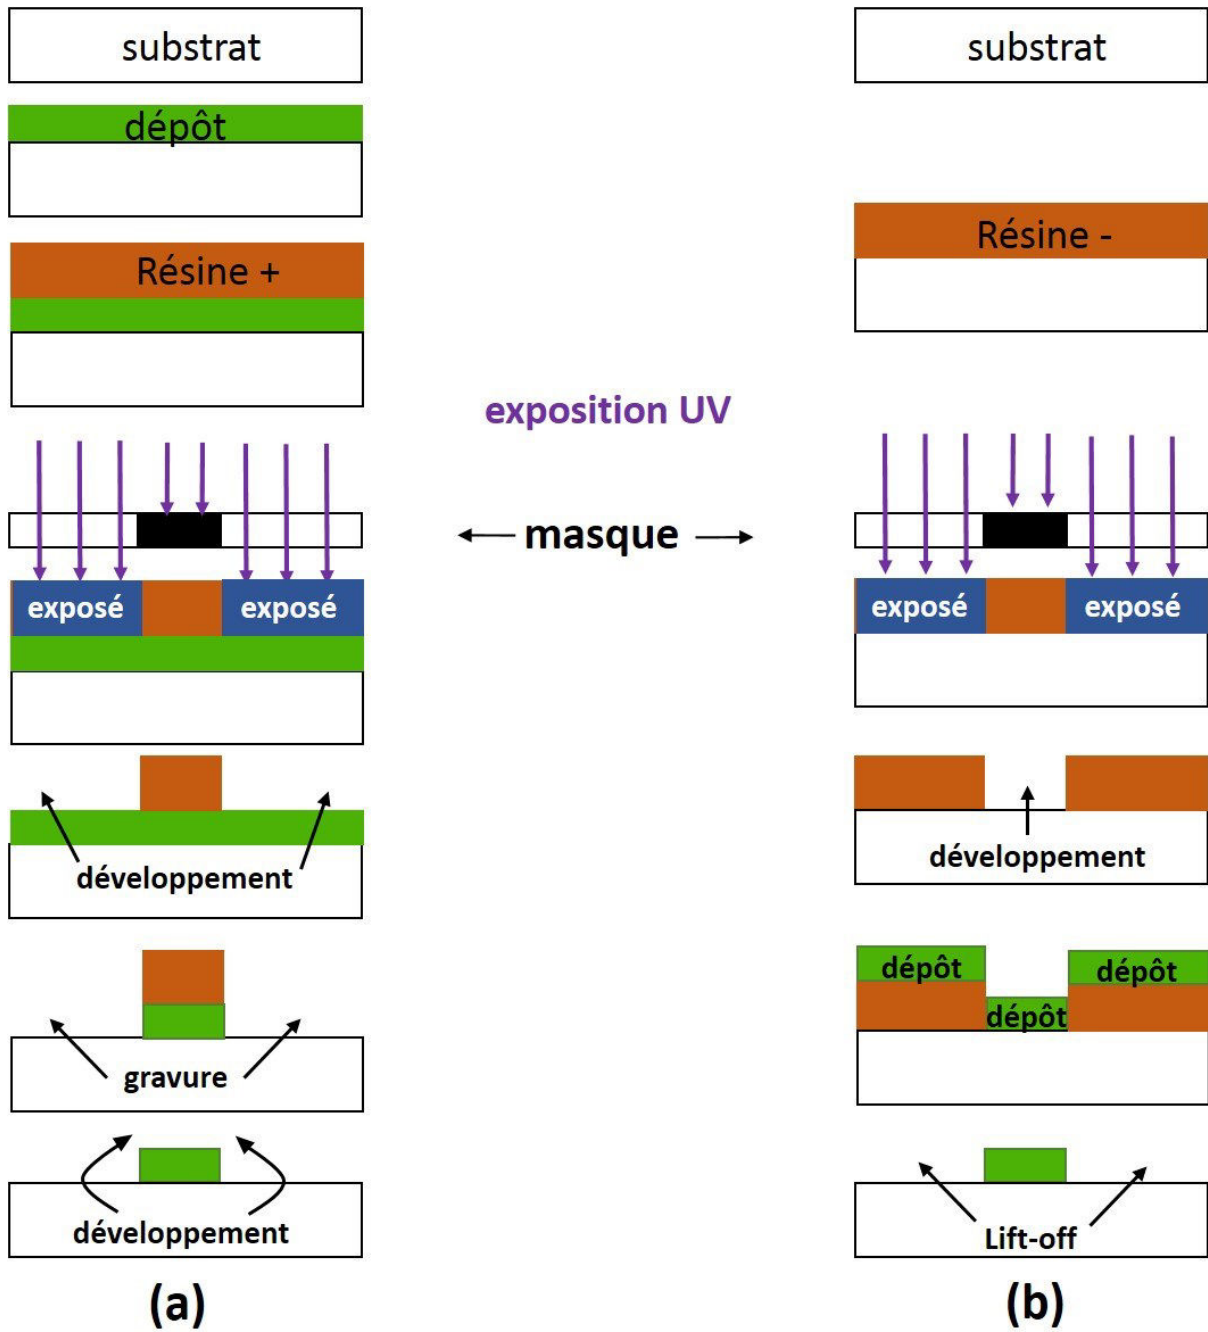 substrat
dépôt
Résine +
exposition UV
masque
exposé
exposé
développement
gravure
développement
(a)
substrat
Résine -
exposé
exposé
développement
dépôt
dépôt
dépôt
Lift-off
(b)